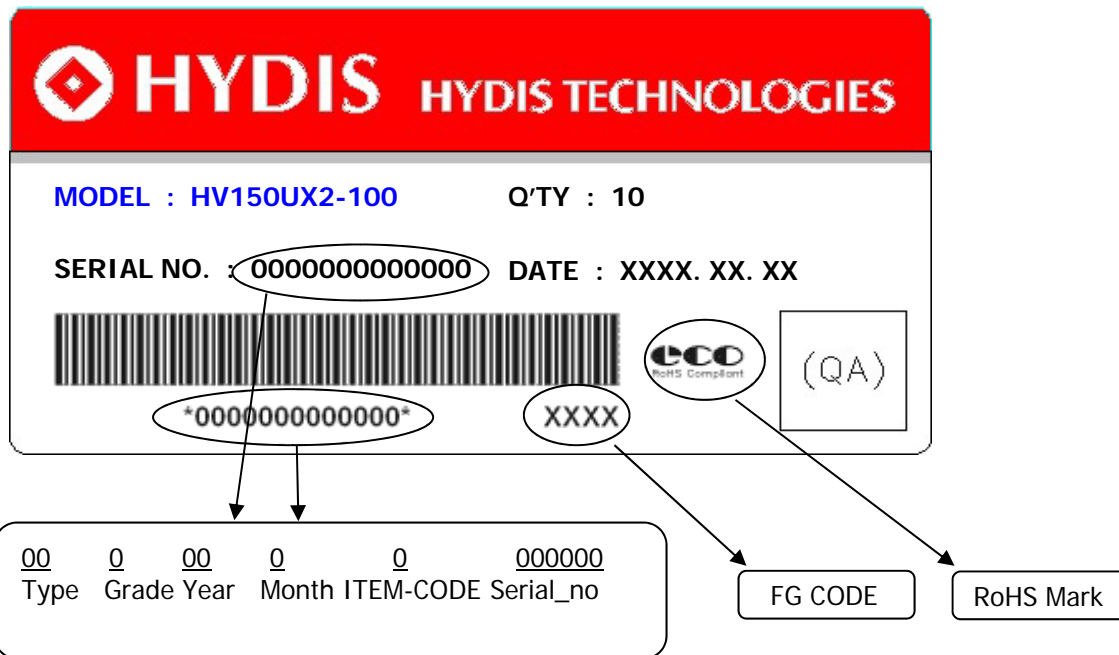 HYDIS HYDIS TECHNOLOGIES
MODEL : HV150UX2-100 Q'TY : 10
SERIAL NO. : 0000000000000 DATE : XXXX. XX. XX
eco
RoHS Compliant
(QA)
*0000000000000* XXXX
00 0 00 0 0 000000
Type Grade Year Month ITEM-CODE Serial_no
FG CODE
RoHS Mark